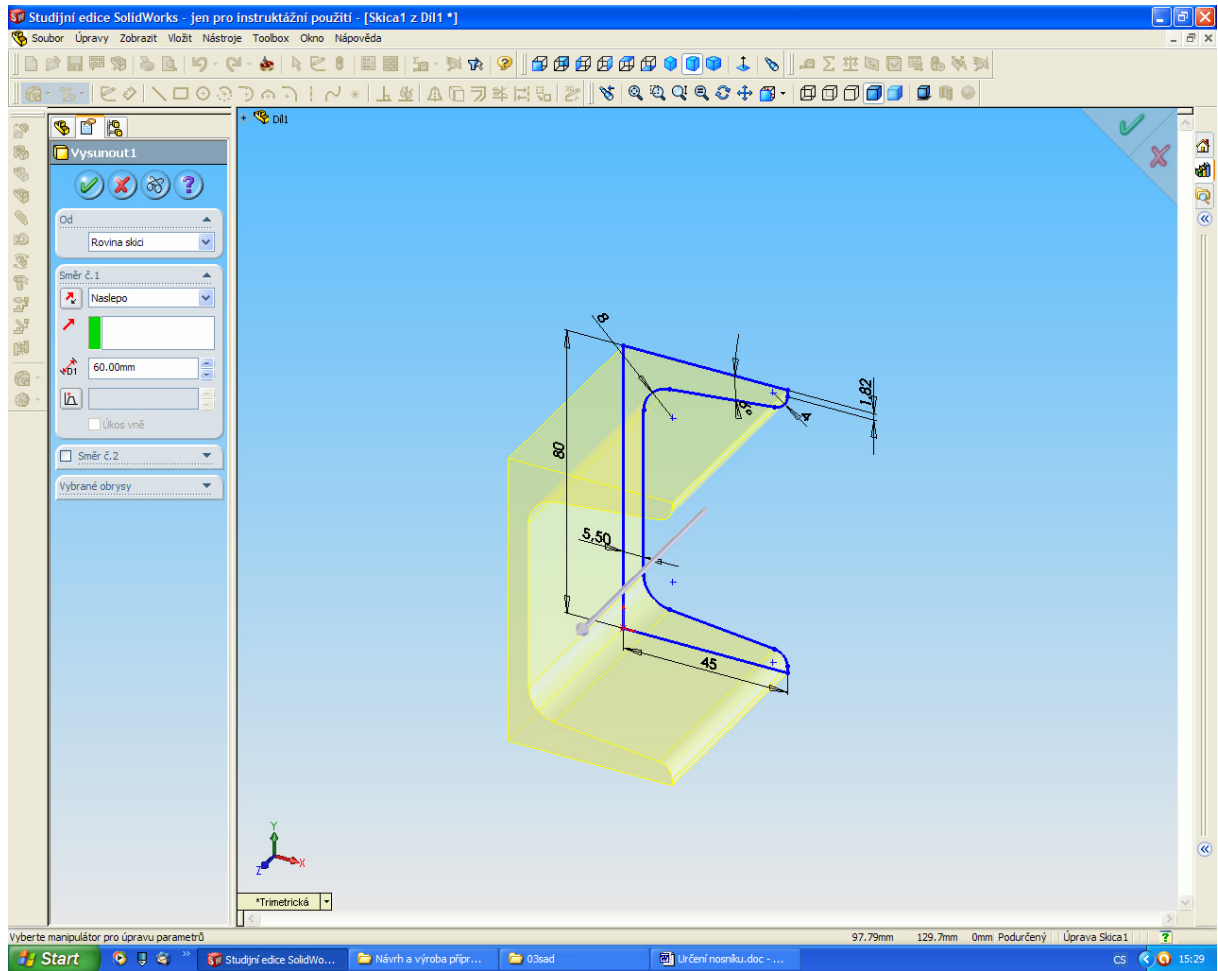 Studijní edice SolidWorks - jen pro instruktážní použití - [Skica1 z Díl1 *]
Soubor Úpravy Zobrazit Vložit Nástroje Toolbox Okno Nápověda
Díl1
Vysunout1
Od
Rovina skici
Směr č.1
Naslepo
D1
60.00mm
Úkos vně
Směr č.2
Vybrané obrysy
8
1,82
4
80
5,50
45
Y
X
Z
*Trimetrická
Vyberte manipulátor pro úpravu parametrů
97.79mm 129.7mm 0mm Podurčený Úprava Skica1
Start
Studijní edice SolidWo...
Návrh a výroba přípr...
03sad
Určení nosníku.doc - ...
CS
15:29